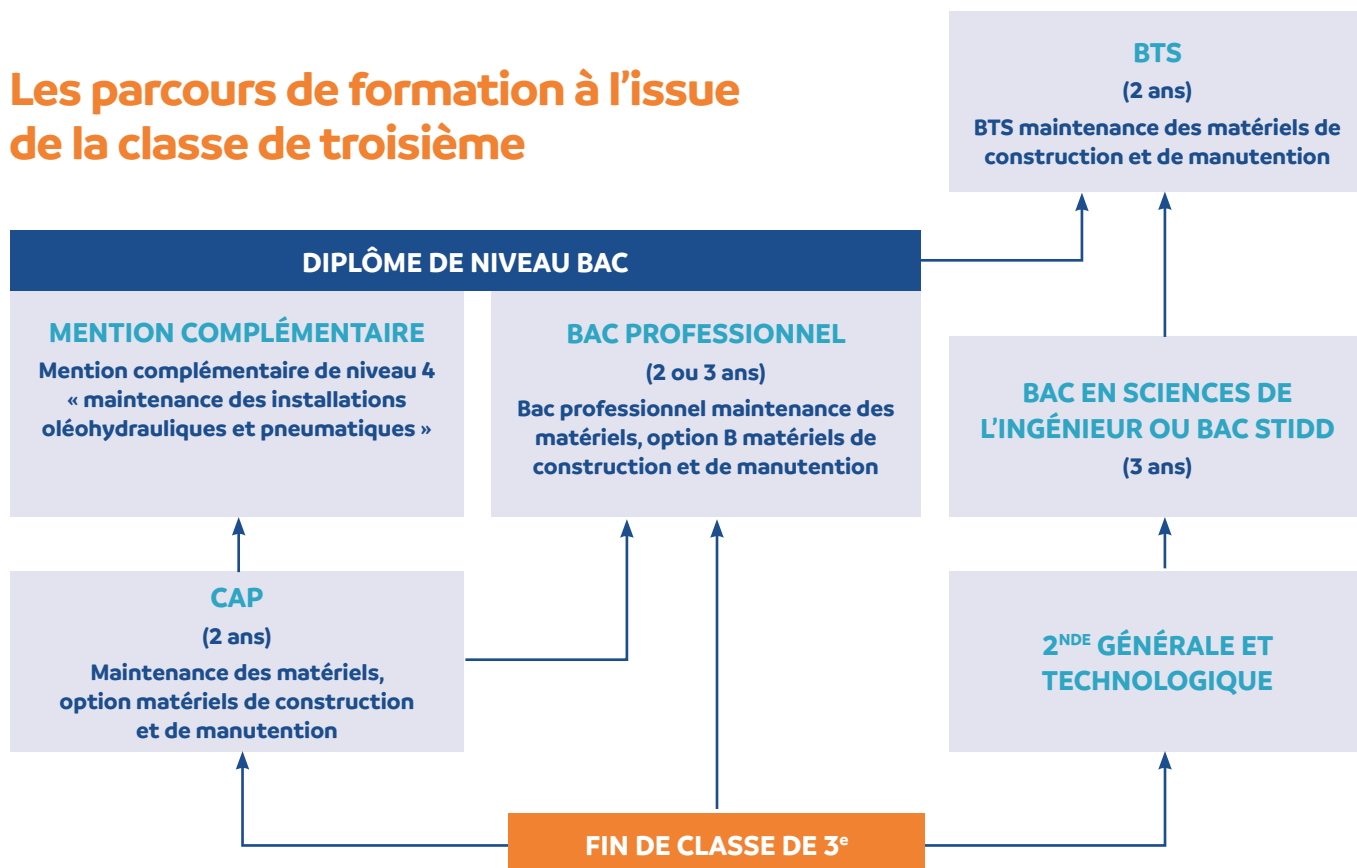 Les parcours de formation à l’issue
de la classe de troisième
BTS
(2 ans)
BTS maintenance des matériels de
construction et de manutention
DIPLÔME DE NIVEAU BAC
MENTION COMPLÉMENTAIRE
Mention complémentaire de niveau 4
« maintenance des installations
oléohydrauliques et pneumatiques »
BAC PROFESSIONNEL
(2 ou 3 ans)
Bac professionnel maintenance des
matériels, option B matériels de
construction et de manutention
BAC EN SCIENCES DE
L’INGÉNIEUR OU BAC STIDD
(3 ans)
CAP
(2 ans)
Maintenance des matériels,
option matériels de construction
et de manutention
2NDE GÉNÉRALE ET
TECHNOLOGIQUE
FIN DE CLASSE DE 3e